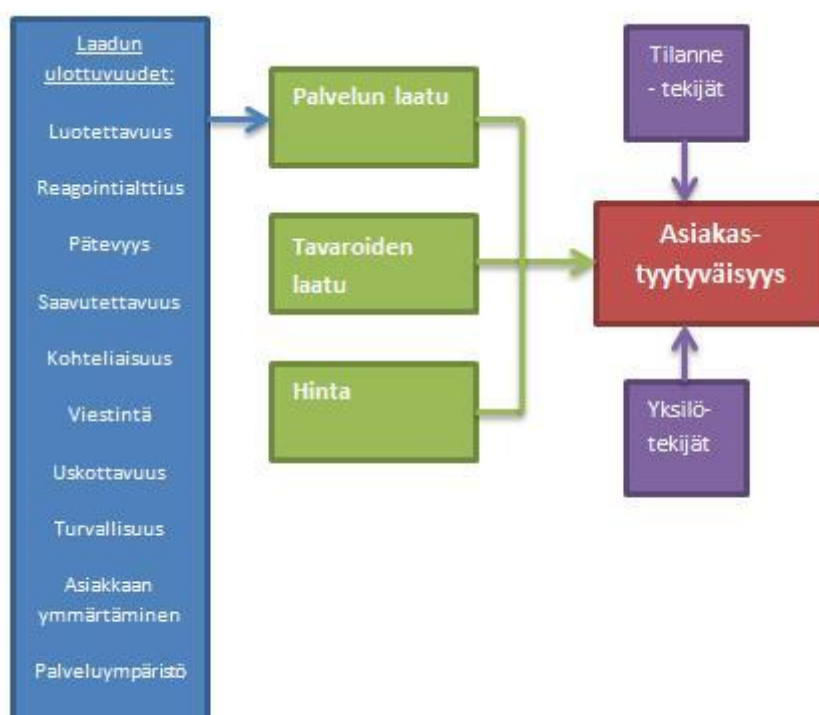 Laadun
ulottuvuudet:
Luotettavuus
Reagointialttius
Pätevyys
Saavutettavuus
Kohteliaisuus
Viestintä
Uskottavuus
Turvallisuus
Asiakkaan
ymmärtäminen
Palveluympäristö
Palvelun laatu
Tavaroiden
laatu
Hinta
Tilanne
- tekijät
Asiakas-
tyytyväisyys
Yksilö-
tekijät